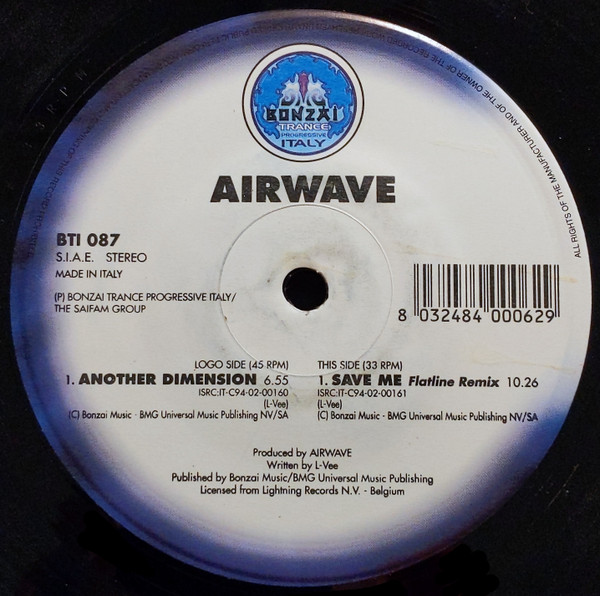 BONZAI
TRANCE
PROGRESSIVE
ITALY
AIRWAVE
BTI 087
S.I.A.E. STEREO
MADE IN ITALY
(P) BONZAI TRANCE PROGRESSIVE ITALY/
THE SAIFAM GROUP
8 032484 000629
LOGO SIDE (45 RPM)
1. ANOTHER DIMENSION 6.55
ISRC:IT-C94-02-00160
(L-Vee)
(C) Bonzai Music - BMG Universal Music Publishing NV/SA
THIS SIDE (33 RPM)
1. SAVE ME Flatline Remix 10.26
ISRC:IT-C94-02-00161
(L-Vee)
(C) Bonzai Music - BMG Universal Music Publishing NV/SA
Produced by AIRWAVE
Written by L-Vee
Published by Bonzai Music/BMG Universal Music Publishing
Licensed from Lightning Records N.V. - Belgium
ALL RIGHTS OF THE MANUFACTURER AND OF THE OWNER OF THE RECORDED